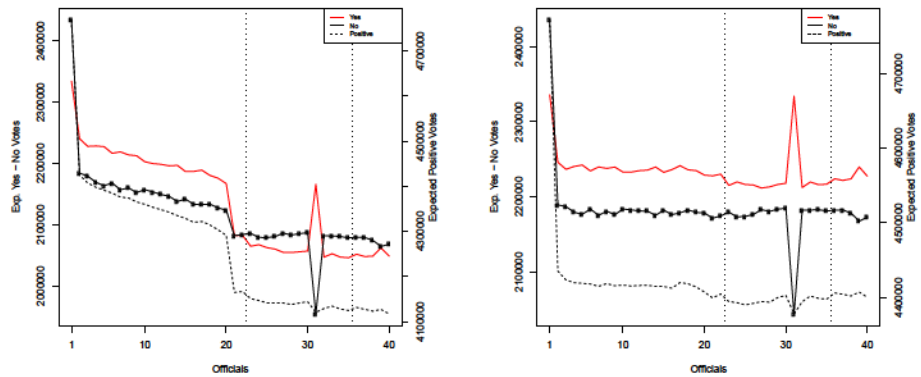 Yes
No
Positive
Exp. Yes − No Votes
2000000
2100000
2200000
2300000
2400000
4100000
4300000
4500000
4700000
Expected Positive Votes
1
10
20
30
40
Officials
Yes
No
Positive
Exp. Yes − No Votes
2100000
2200000
2300000
2400000
4400000
4500000
4600000
4700000
Expected Positive Votes
1
10
20
30
40
Officials